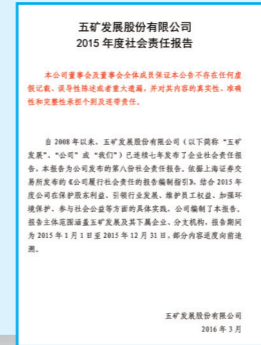 五矿发展股份有限公司
2015 年度社会责任报告
本公司董事会及董事会全体成员保证本公告不存在任何虚
假记载、误导性陈述或者重大遗漏，并对其内容的真实性、准确
性和完整性承担个别及连带责任。
自 2008 年以来，五矿发展股份有限公司（以下简称“五矿
发展”、“公司”或“我们”）已连续七年发布了企业社会责任报
告。本报告为公司发布的第八份社会责任报告。依据上海证券交
易所发布的《公司履行社会责任的报告编制指引》，结合 2015 年
度公司在保护股东利益、引领行业发展、维护员工权益、加强环
境保护、参与社会公益等方面的具体实践，公司编制了本报告。
报告主体范围涵盖五矿发展及其下属企业、分支机构，报告期间
为 2015 年 1 月 1 日至 2015 年 12 月 31 日，部分内容适度向前追
溯。
五矿发展股份有限公司
2016 年 3 月